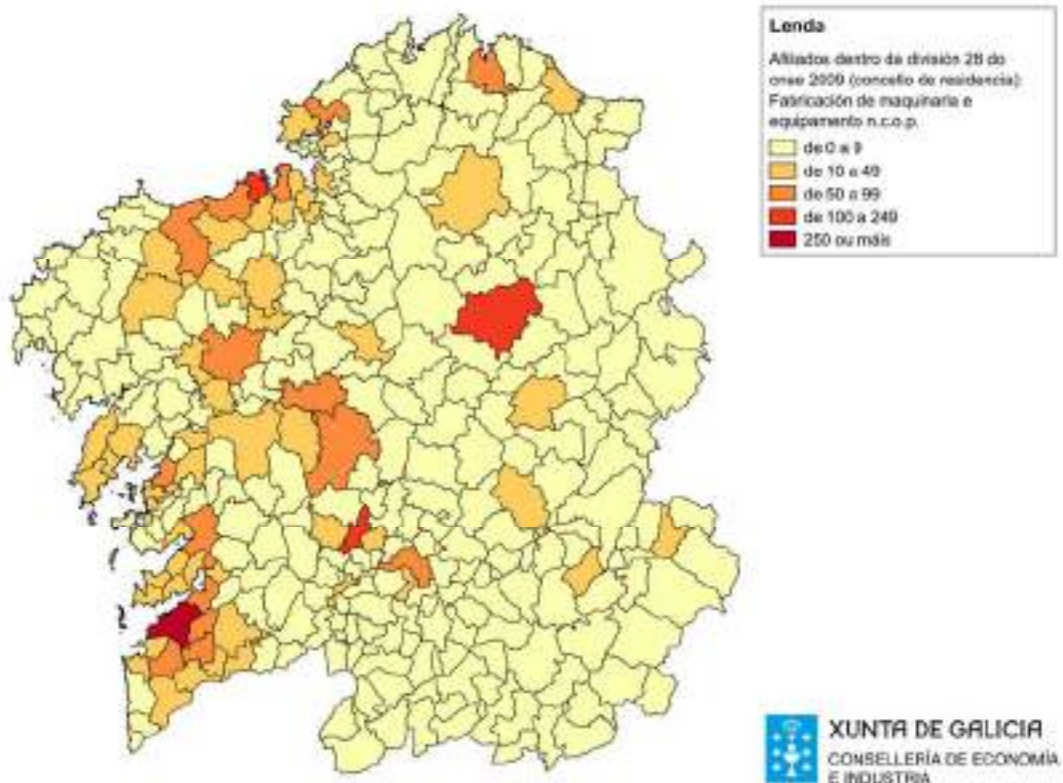 Lenda
Afiliados dentro da división 28 do
cnae 2009 (concello de residencia)
Fabricación de maquinaria e
equipamento n.c.o.p.
de 0 a 9
de 10 a 49
de 50 a 99
de 100 a 249
250 ou máis
XUNTA DE GALICIA
CONSELLERÍA DE ECONOMÍA
E INDUSTRIA